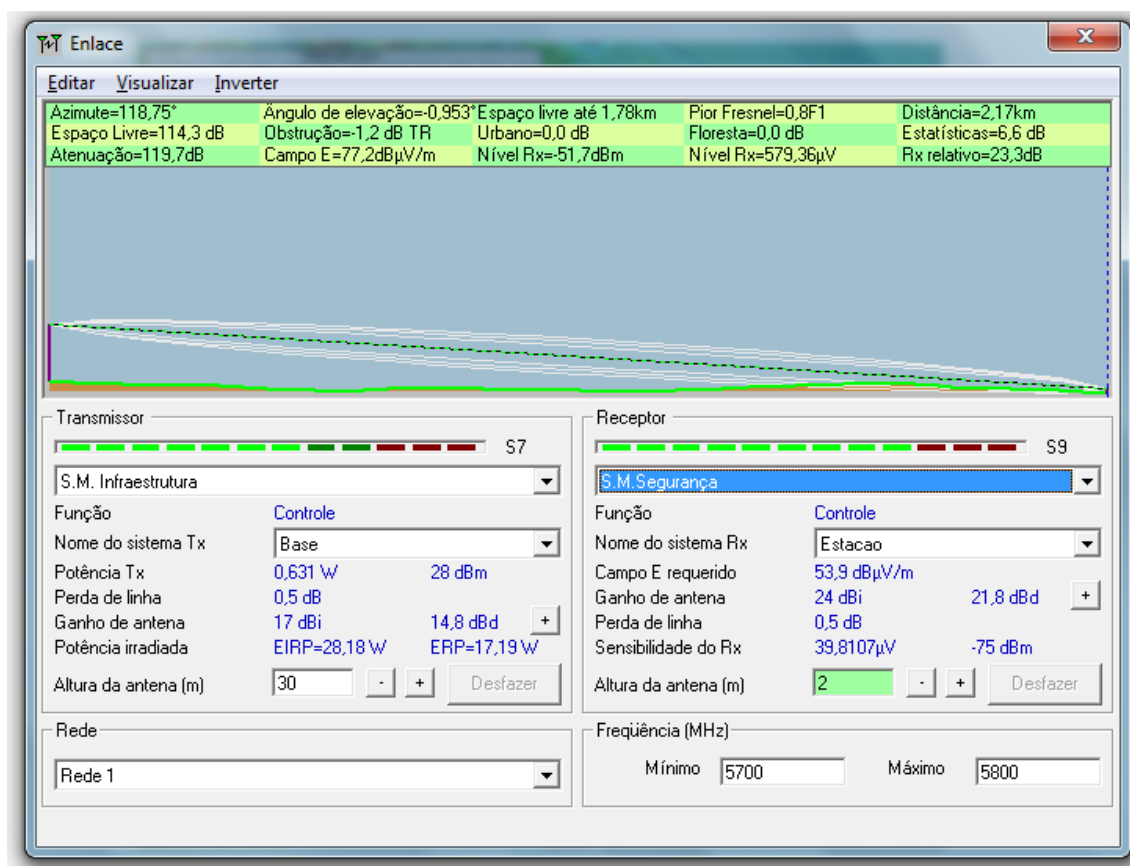 Enlace
Editar Visualizar Inverter
Azimute=118,75° Ângulo de elevação=-0,953° Espaço livre até 1,78km Pior Fresnel=0,8F1 Distância=2,17km
Espaço Livre=114,3 dB Obstrução=-1,2 dB TR Urbano=0,0 dB Floresta=0,0 dB Estatísticas=6,6 dB
Atenuação=119,7dB Campo E=77,2dBµV/m Nível Rx=-51,7dBm Nível Rx=579,36µV Rx relativo=23,3dB
Transmissor
S7
S.M. Infraestrutura
Função Controle
Nome do sistema Tx Base
Potência Tx 0,631 W 28 dBm
Perda de linha 0,5 dB
Ganho de antena 17 dBi 14,8 dBd +
Potência irradiada EIRP=28,18 W ERP=17,19 W
Altura da antena (m) 30 - + Desfazer
Rede
Rede 1
Receptor
S9
S.M.Segurança
Função Controle
Nome do sistema Rx Estacao
Campo E requerido 53,9 dBµV/m
Ganho de antena 24 dBi 21,8 dBd +
Perda de linha 0,5 dB
Sensibilidade do Rx 39,8107µV -75 dBm
Altura da antena (m) 2 - + Desfazer
Freqüência (MHz)
Mínimo 5700 Máximo 5800